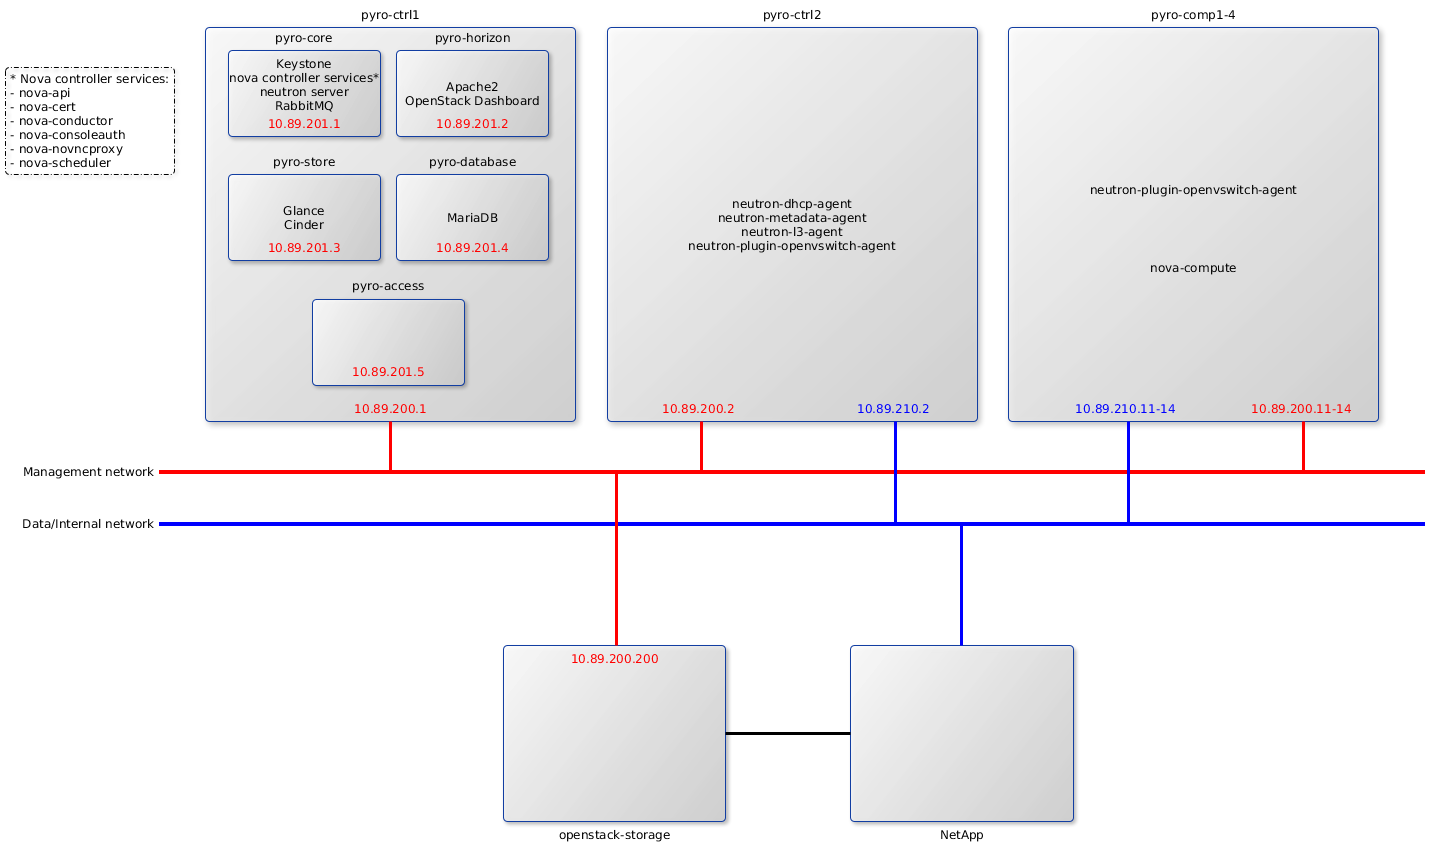 pyro-ctrl1
pyro-ctrl2
pyro-comp1-4
* Nova controller services:
- nova-api
- nova-cert
- nova-conductor
- nova-consoleauth
- nova-novncproxy
- nova-scheduler
pyro-core
Keystone
nova controller services*
neutron server
RabbitMQ
10.89.201.1
pyro-horizon
Apache2
OpenStack Dashboard
10.89.201.2
pyro-store
Glance
Cinder
10.89.201.3
pyro-database
MariaDB
10.89.201.4
pyro-access
10.89.201.5
10.89.200.1
neutron-dhcp-agent
neutron-metadata-agent
neutron-l3-agent
neutron-plugin-openvswitch-agent
10.89.200.2
10.89.210.2
neutron-plugin-openvswitch-agent
nova-compute
10.89.210.11-14
10.89.200.11-14
Management network
Data/Internal network
10.89.200.200
openstack-storage
NetApp